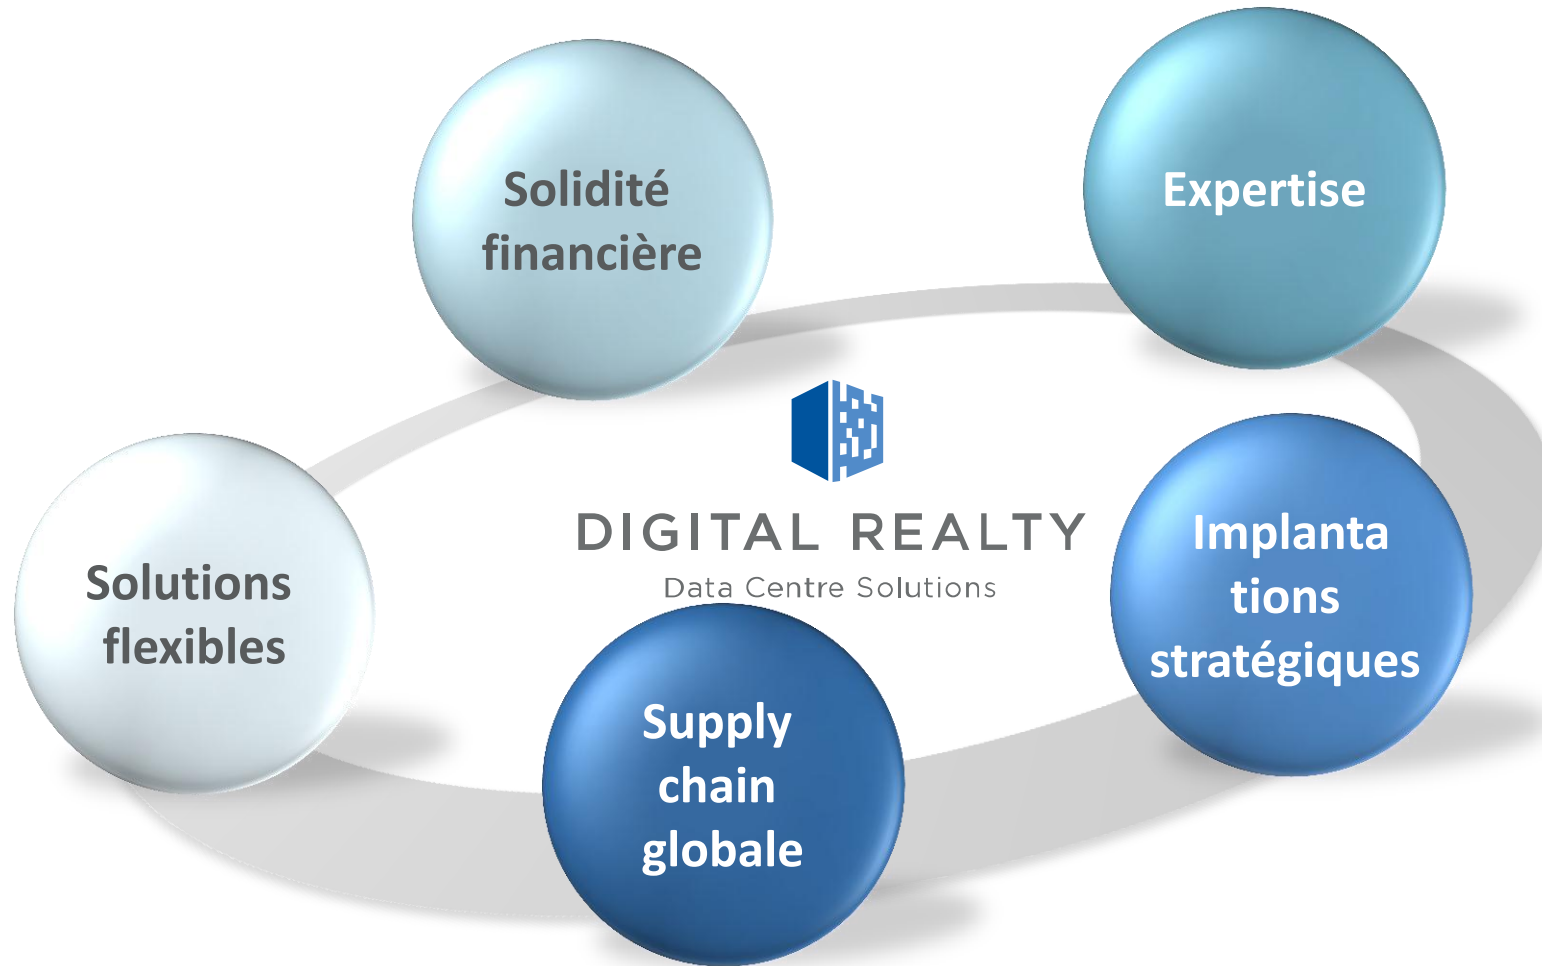 Solidité
financière
Expertise
DIGITAL REALTY
Data Centre Solutions
Implanta
tions
stratégiques
Solutions
flexibles
Supply
chain
globale